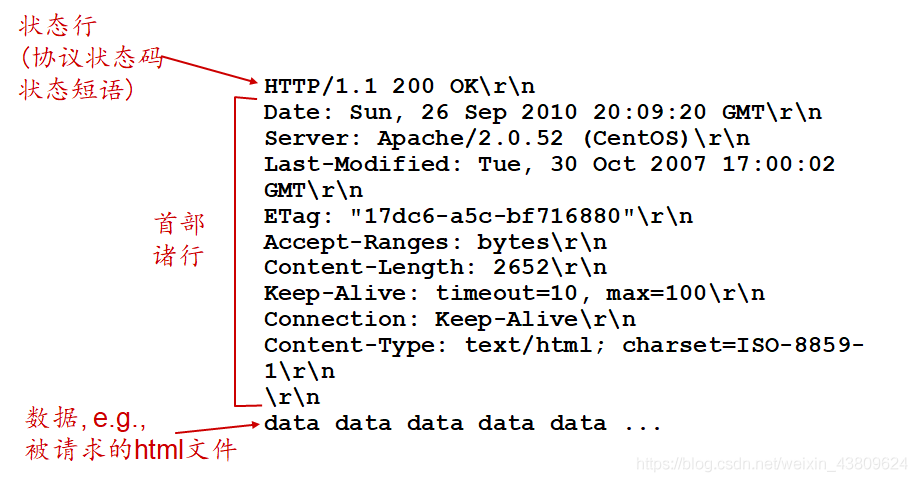 状态行
(协议状态码
状态短语)
HTTP/1.1 200 OK\r\n
Date: Sun, 26 Sep 2010 20:09:20 GMT\r\n
Server: Apache/2.0.52 (CentOS)\r\n
Last-Modified: Tue, 30 Oct 2007 17:00:02
GMT\r\n
ETag: "17dc6-a5c-bf716880"\r\n
Accept-Ranges: bytes\r\n
Content-Length: 2652\r\n
Keep-Alive: timeout=10, max=100\r\n
Connection: Keep-Alive\r\n
Content-Type: text/html; charset=ISO-8859-
1\r\n
\r\n
首部
诸行
data data data data data ...
数据, e.g.,
被请求的html文件
https://blog.csdn.net/weixin_43809624